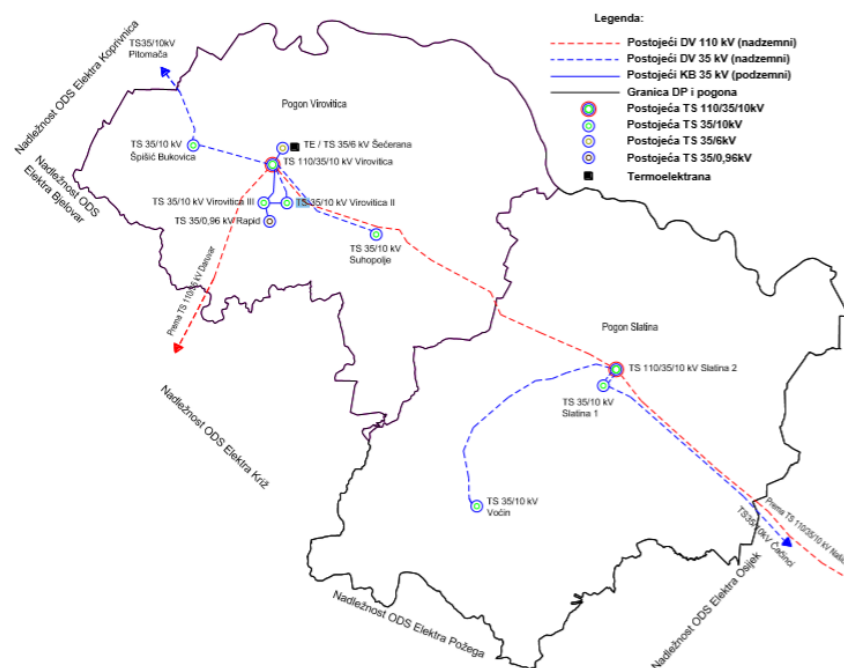 Legenda:
Postojeći DV 110 kV (nadzemni)
Postojeći DV 35 kV (nadzemni)
Postojeći KB 35 kV (podzemni)
Granica DP i pogona
Postojeća TS 110/35/10kV
Postojeća TS 35/10kV
Postojeća TS 35/6kV
Postojeća TS 35/0,96kV
Termoelektrana
Nadležnost ODS Elektra Koprivnica
TS35/10kV
Pitomača
Pogon Virovitica
TS 35/10 kV
Špišić Bukovica
TE / TS 35/6 kV Šećerana
TS 110/35/10 kV Virovitica
Nadležnost ODS
Elektra Bjelovar
TS 35/10 kV Virovitica III
TS 35/10 kV Virovitica II
TS 35/0,96 kV Rapid
TS 35/10 kV
Suhopolje
Prema TS 110/35 kV Daruvar
Nadležnost ODS Elektra Križ
Pogon Slatina
TS 110/35/10 kV Slatina 2
TS 35/10 kV
Slatina 1
TS 35/10 kV
Voćin
Prema TS 110/35/10 kV
TS35/10kV Čačinci
Nadležnost ODS Elektra Osijek
Nadležnost ODS Elektra Požega